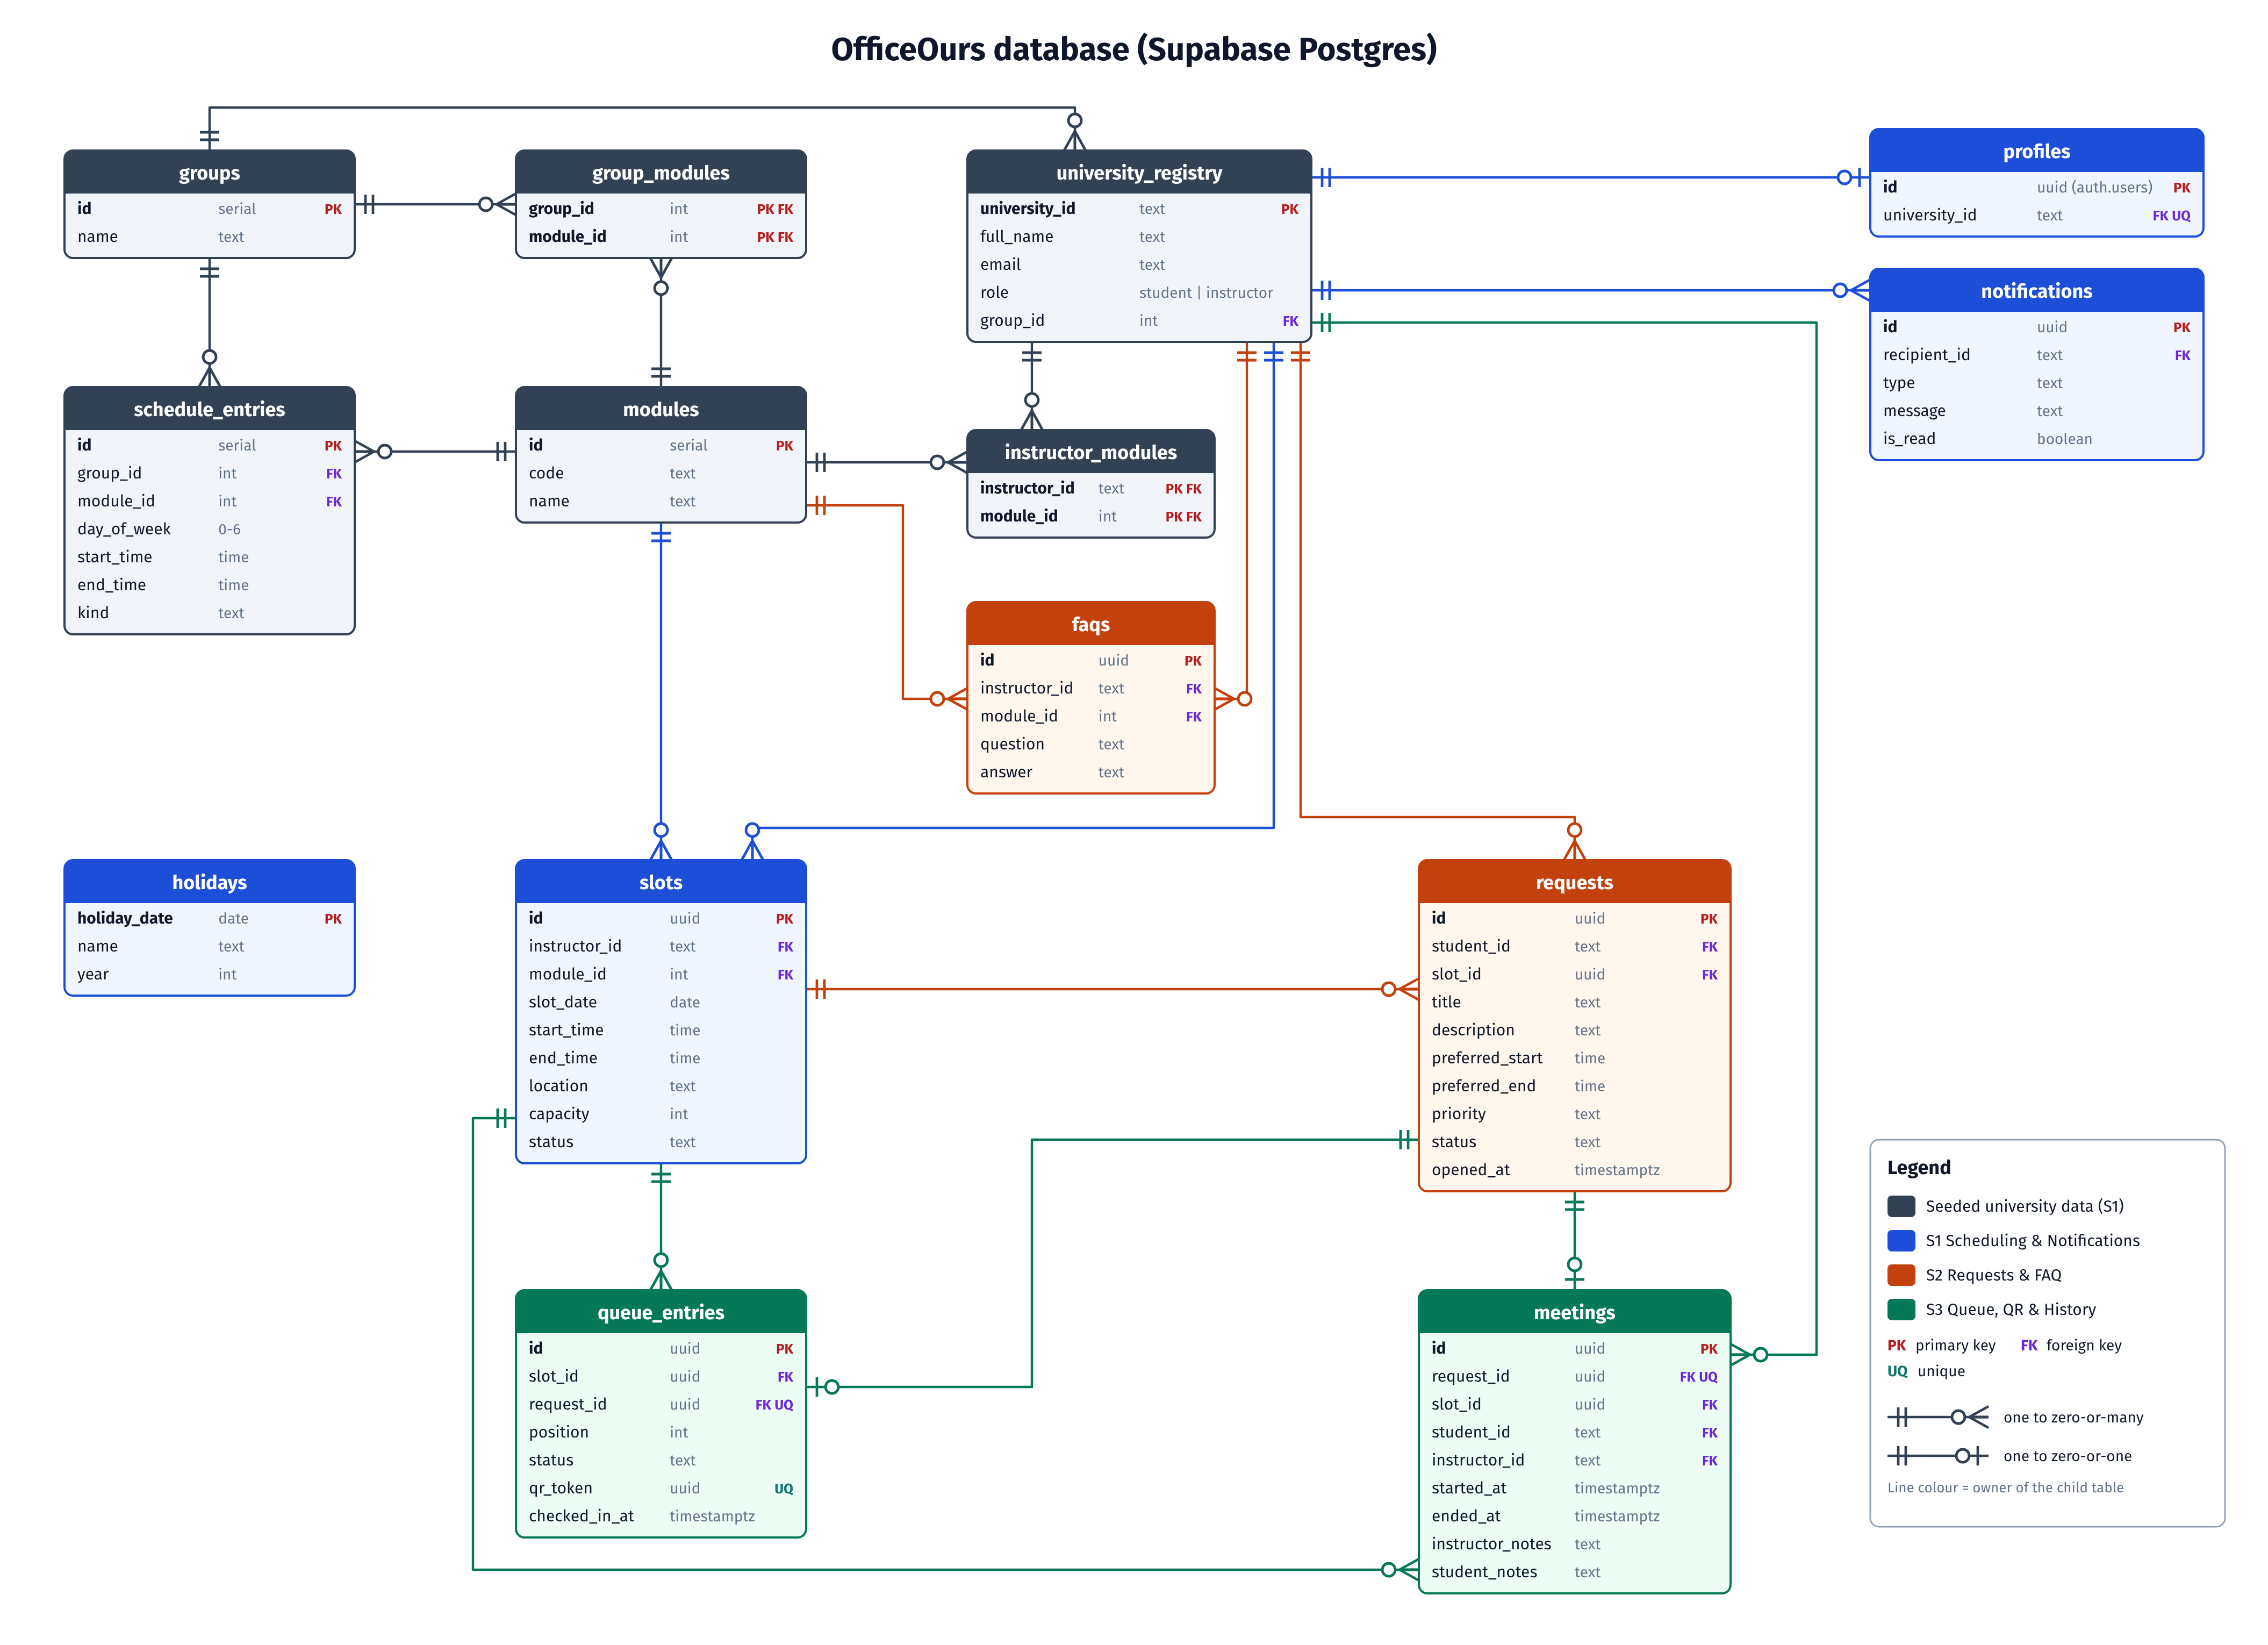 OfficeOurs database (Supabase Postgres)
groups
id serial PK
name text
group_modules
group_id int PK FK
module_id int PK FK
university_registry
university_id text PK
full_name text
email text
role student | instructor
group_id int FK
profiles
id uuid (auth.users) PK
university_id text FK UQ
notifications
id uuid PK
recipient_id text FK
type text
message text
is_read boolean
schedule_entries
id serial PK
group_id int FK
module_id int FK
day_of_week 0-6
start_time time
end_time time
kind text
modules
id serial PK
code text
name text
instructor_modules
instructor_id text PK FK
module_id int PK FK
faqs
id uuid PK
instructor_id text FK
module_id int FK
question text
answer text
holidays
holiday_date date PK
name text
year int
slots
id uuid PK
instructor_id text FK
module_id int FK
slot_date date
start_time time
end_time time
location text
capacity int
status text
requests
id uuid PK
student_id text FK
slot_id uuid FK
title text
description text
preferred_start time
preferred_end time
priority text
status text
opened_at timestamptz
queue_entries
id uuid PK
slot_id uuid FK
request_id uuid FK UQ
position int
status text
qr_token uuid UQ
checked_in_at timestamptz
meetings
id uuid PK
request_id uuid FK UQ
slot_id uuid FK
student_id text FK
instructor_id text FK
started_at timestamptz
ended_at timestamptz
instructor_notes text
student_notes text
Legend
Seeded university data (S1)
S1 Scheduling & Notifications
S2 Requests & FAQ
S3 Queue, QR & History
PK primary key FK foreign key
UQ unique
one to zero-or-many
one to zero-or-one
Line colour = owner of the child table